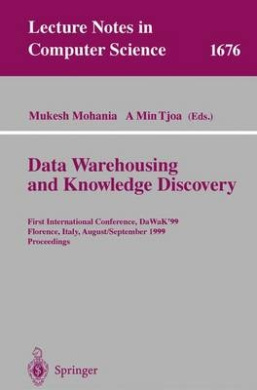 Lecture Notes in
Computer Science 1676
Mukesh Mohania A Min Tjoa (Eds.)
Data Warehousing
and Knowledge Discovery
First International Conference, DaWaK'99
Florence, Italy, August/September 1999
Proceedings
Springer